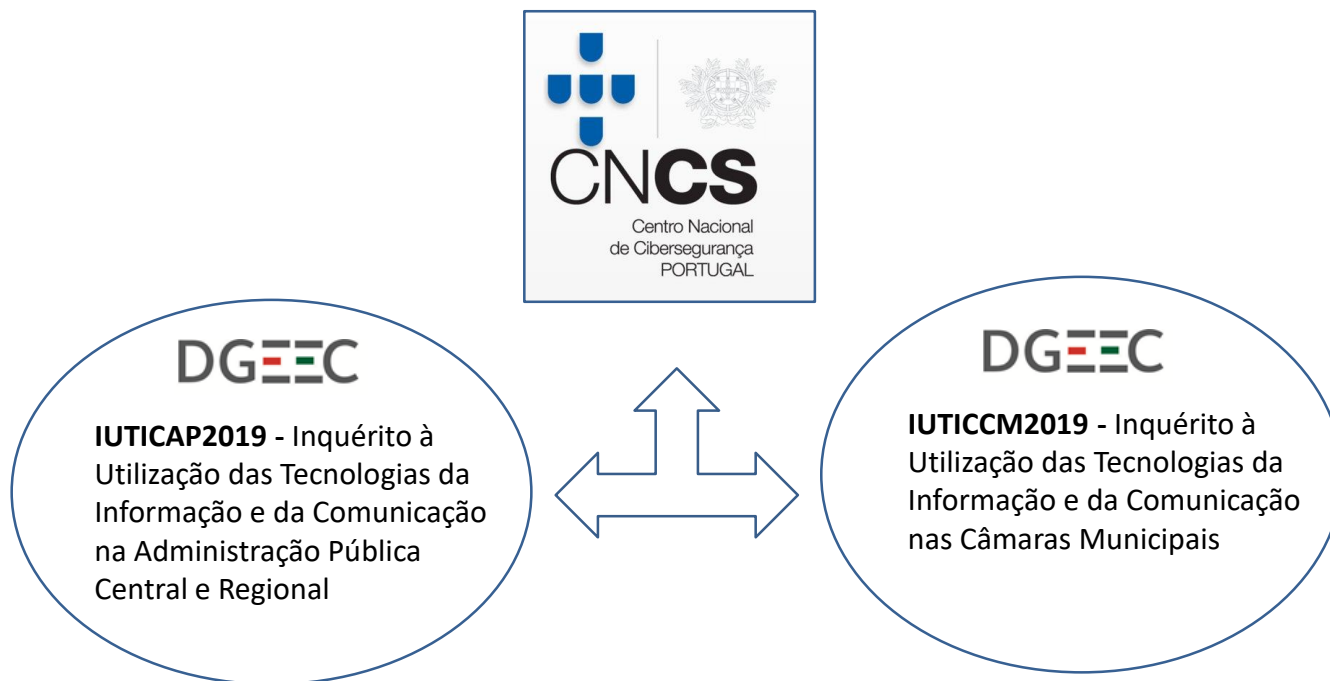 CNCS
Centro Nacional
de Cibersegurança
PORTUGAL
DGEEC
IUTICAP2019 - Inquérito à
Utilização das Tecnologias da
Informação e da Comunicação
na Administração Pública
Central e Regional
DGEEC
IUTICCM2019 - Inquérito à
Utilização das Tecnologias da
Informação e da Comunicação
nas Câmaras Municipais